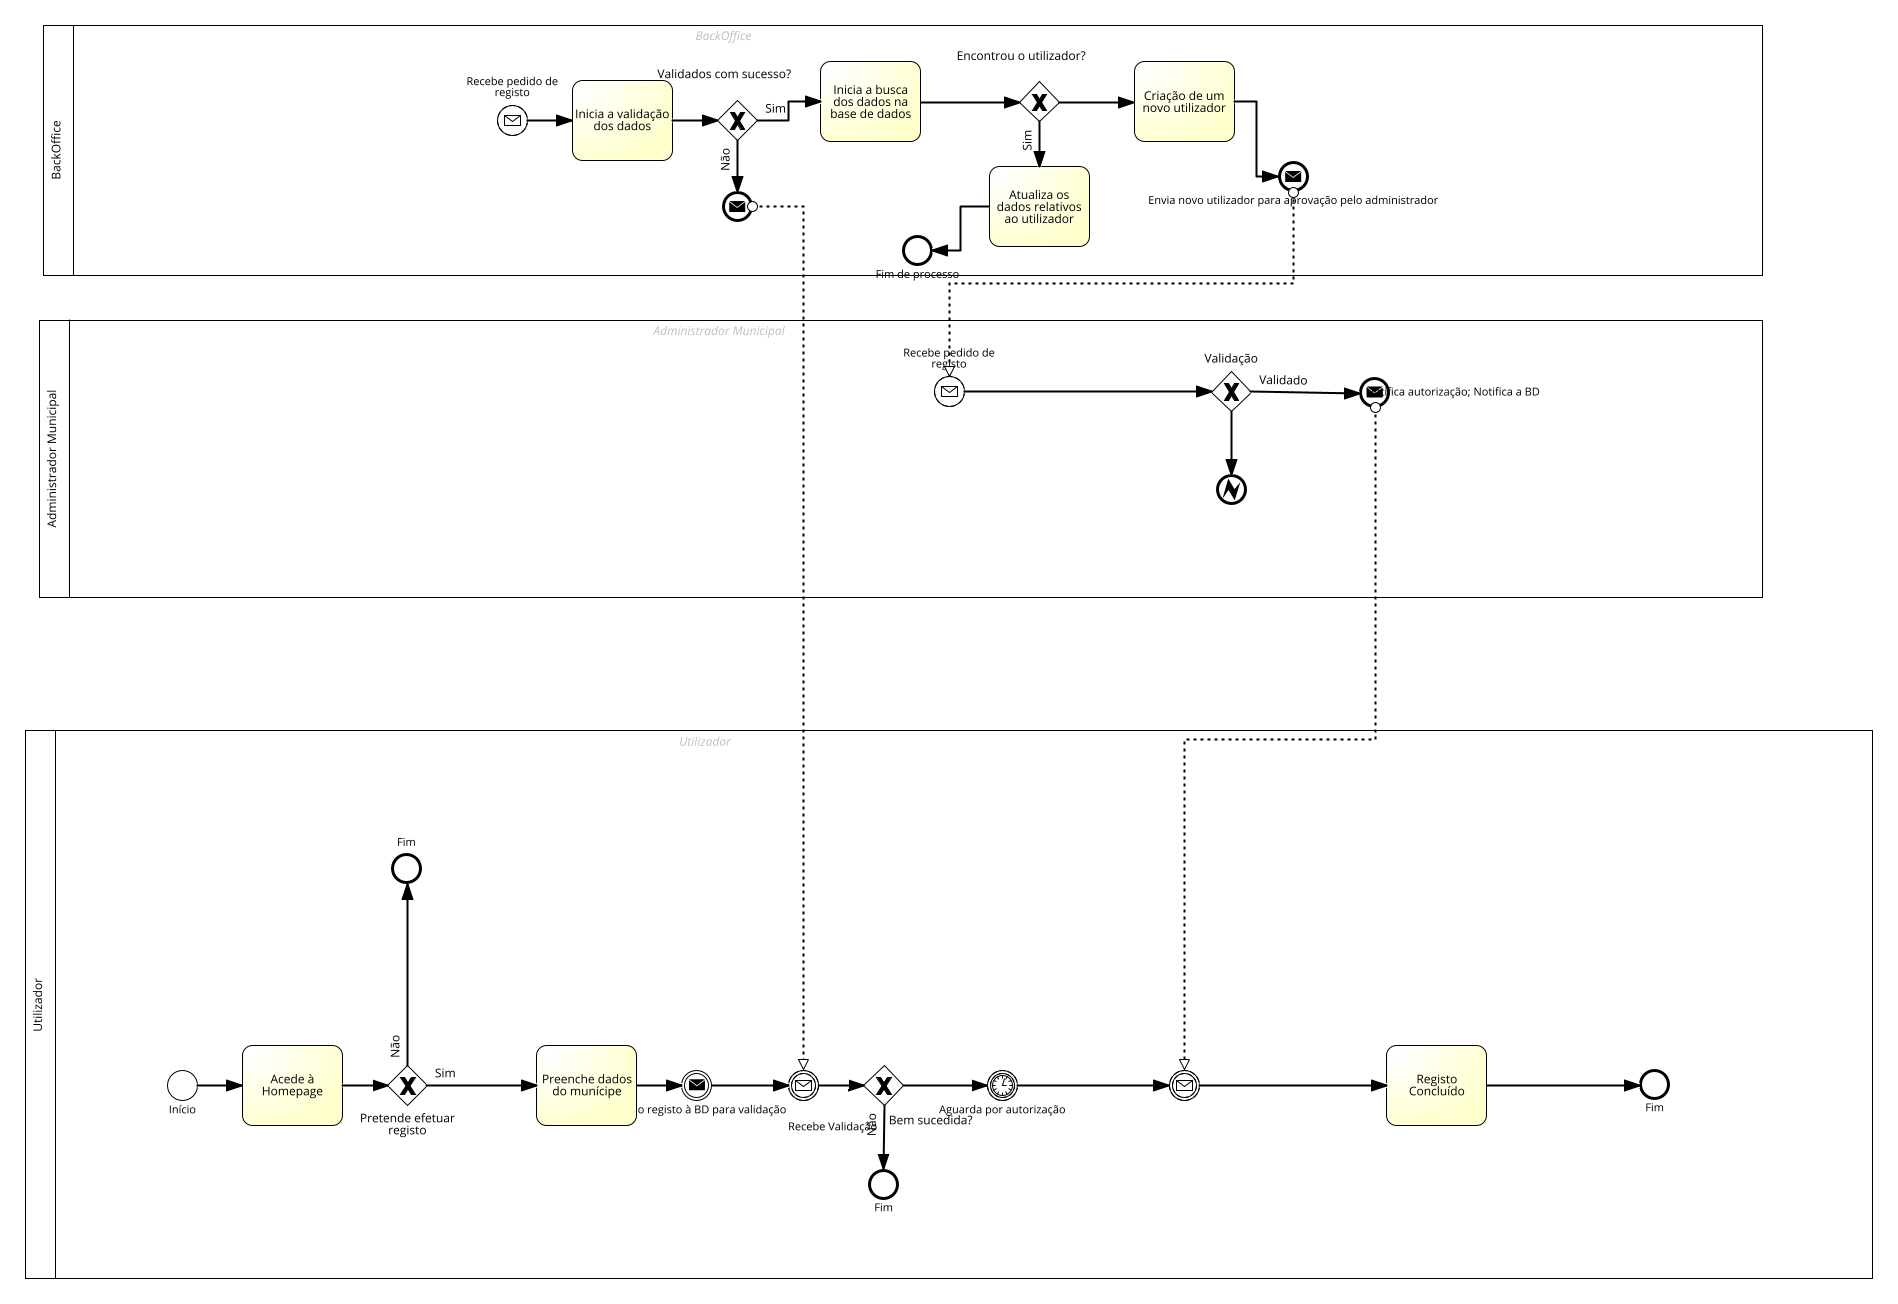 BackOffice
BackOffice
Recebe pedido de
registo
Inicia a validação
dos dados
Validados com sucesso?
Sim
Não
Inicia a busca
dos dados na
base de dados
Encontrou o utilizador?
Sim
Criação de um
novo utilizador
Atualiza os
dados relativos
ao utilizador
Envia novo utilizador para aprovação pelo administrador
Fim de processo
Administrador Municipal
Administrador Municipal
Recebe pedido de
registo
Validação
Validado
autorização; Notifica a BD
Utilizador
Utilizador
Fim
Não
Início
Acede à
Homepage
Sim
Pretende efetuar
registo
Preenche dados
do munícipe
o registo à BD para validação
Recebe Validação
Não
Bem sucedida?
Fim
Aguarda por autorização
Registo
Concluído
Fim